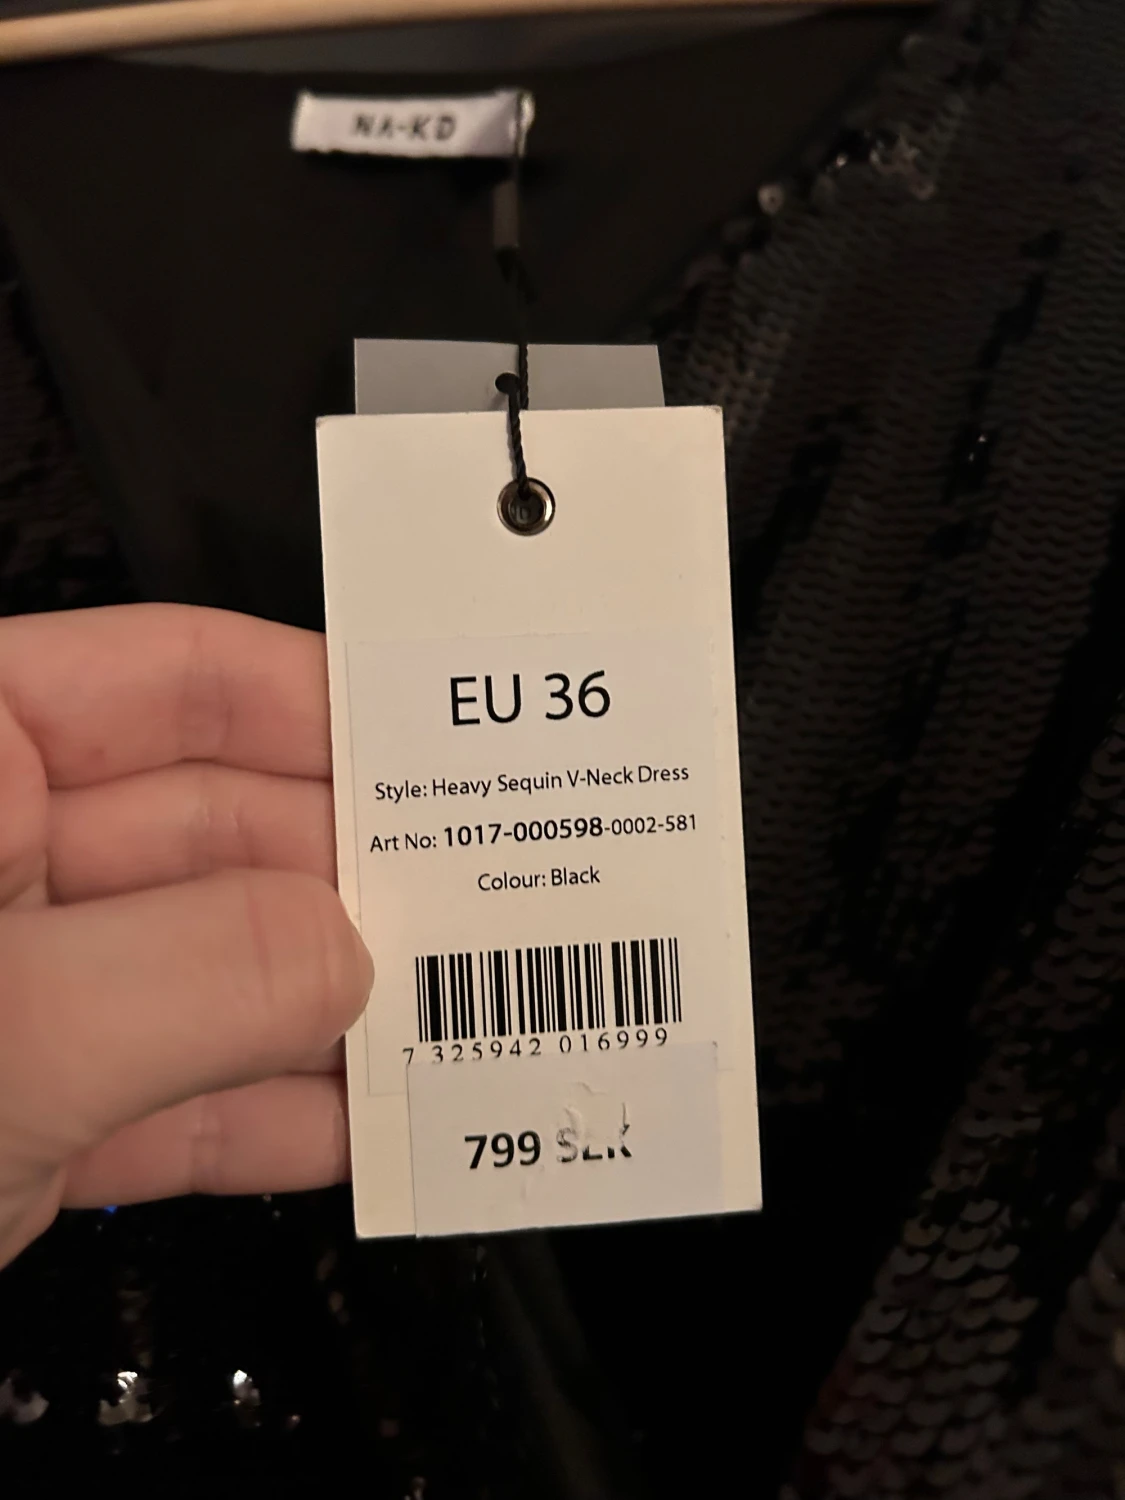 NA-KD
EU 36
Style: Heavy Sequin V-Neck Dress
Art No: 1017-000598-0002-581
Colour: Black
7 325942 016999
799